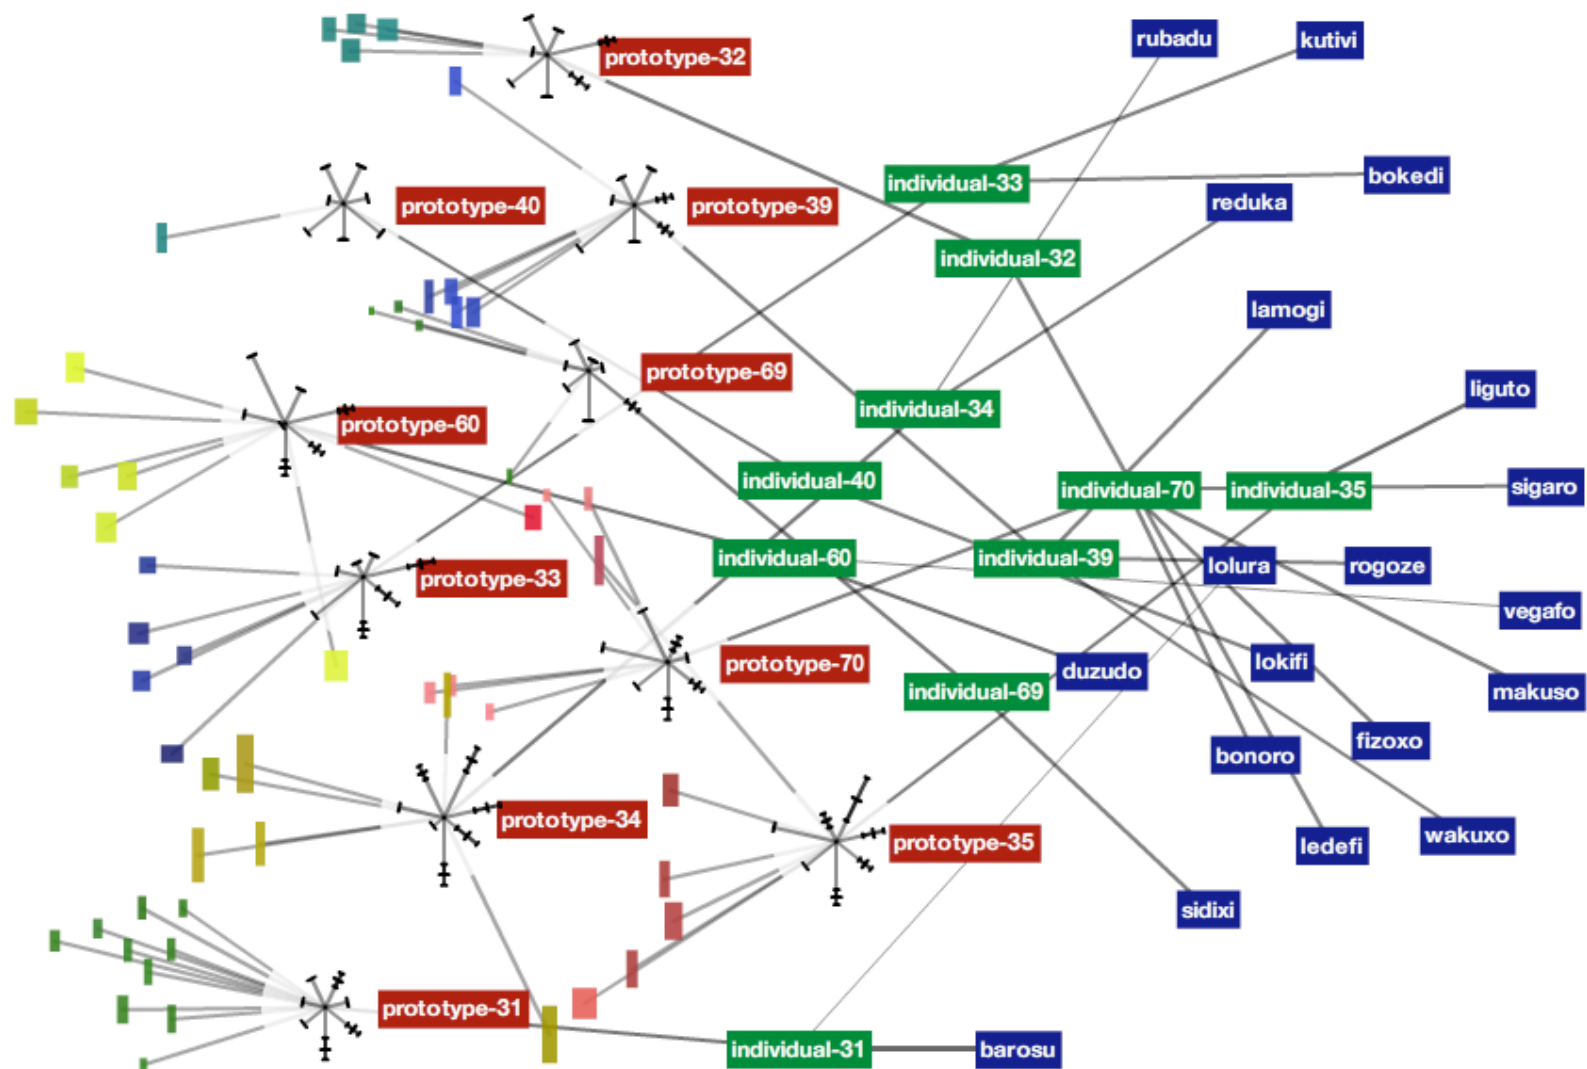 rubadu
kutivi
prototype-32
bokedi
individual-33
reduka
prototype-40
prototype-39
individual-32
lamogi
prototype-69
liguto
individual-34
prototype-60
individual-40
individual-70
individual-35
sigaro
individual-60
individual-39
lolura
rogoze
prototype-33
vegafo
prototype-70
duzudo
lokifi
individual-69
makuso
fizoxo
bonoro
prototype-34
wakuxo
prototype-35
ledefi
sidixi
prototype-31
individual-31
barosu